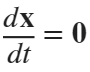 d𝐱/dt = 𝟎